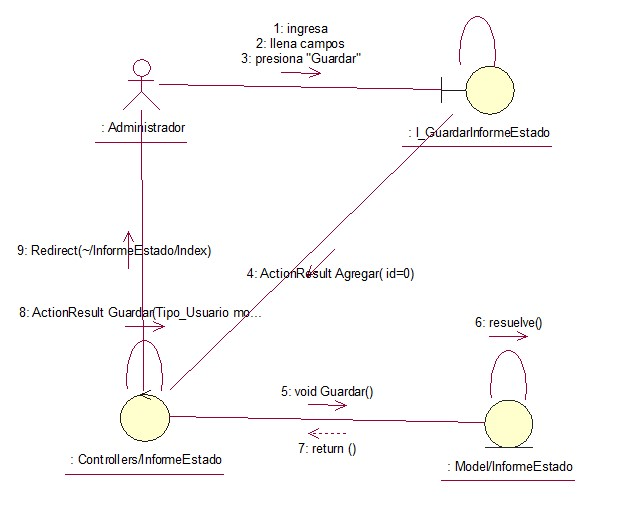 1: ingresa
2: llena campos
3: presiona "Guardar"
: Administrador
: I_GuardarInformeEstado
9: Redirect(~/InformeEstado/Index)
4: ActionResult Agregar( id=0)
8: ActionResult Guardar(Tipo_Usuario mo...
6: resuelve()
5: void Guardar()
7: return ()
: Controllers/InformeEstado
: Model/InformeEstado